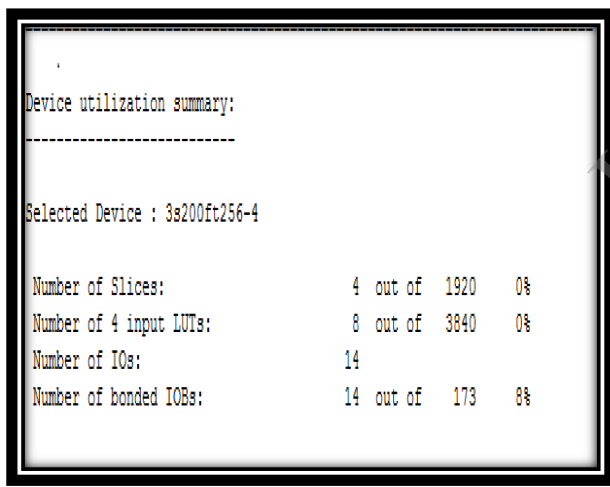 Device utilization summary:
---------------------------
Selected Device : 3s200ft256-4
Number of Slices: 4 out of 1920 0%
Number of 4 input LUTs: 8 out of 3840 0%
Number of IOs: 14
Number of bonded IOBs: 14 out of 173 8%